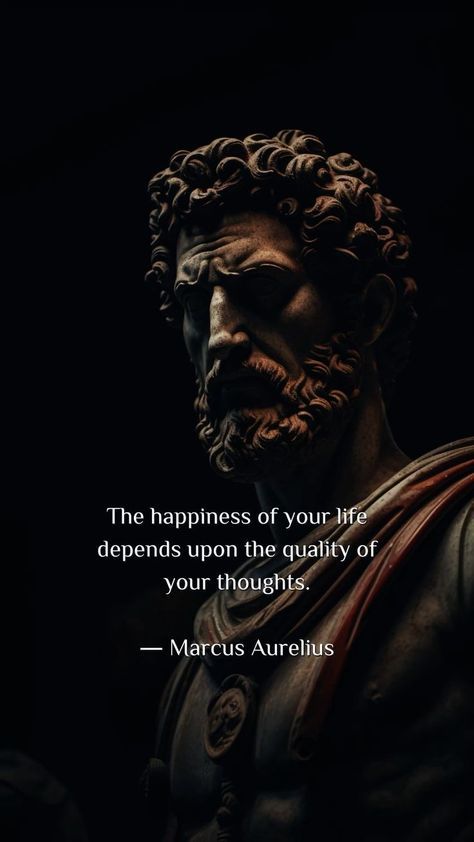 The happiness of your life
depends upon the quality of
your thoughts.
— Marcus Aurelius